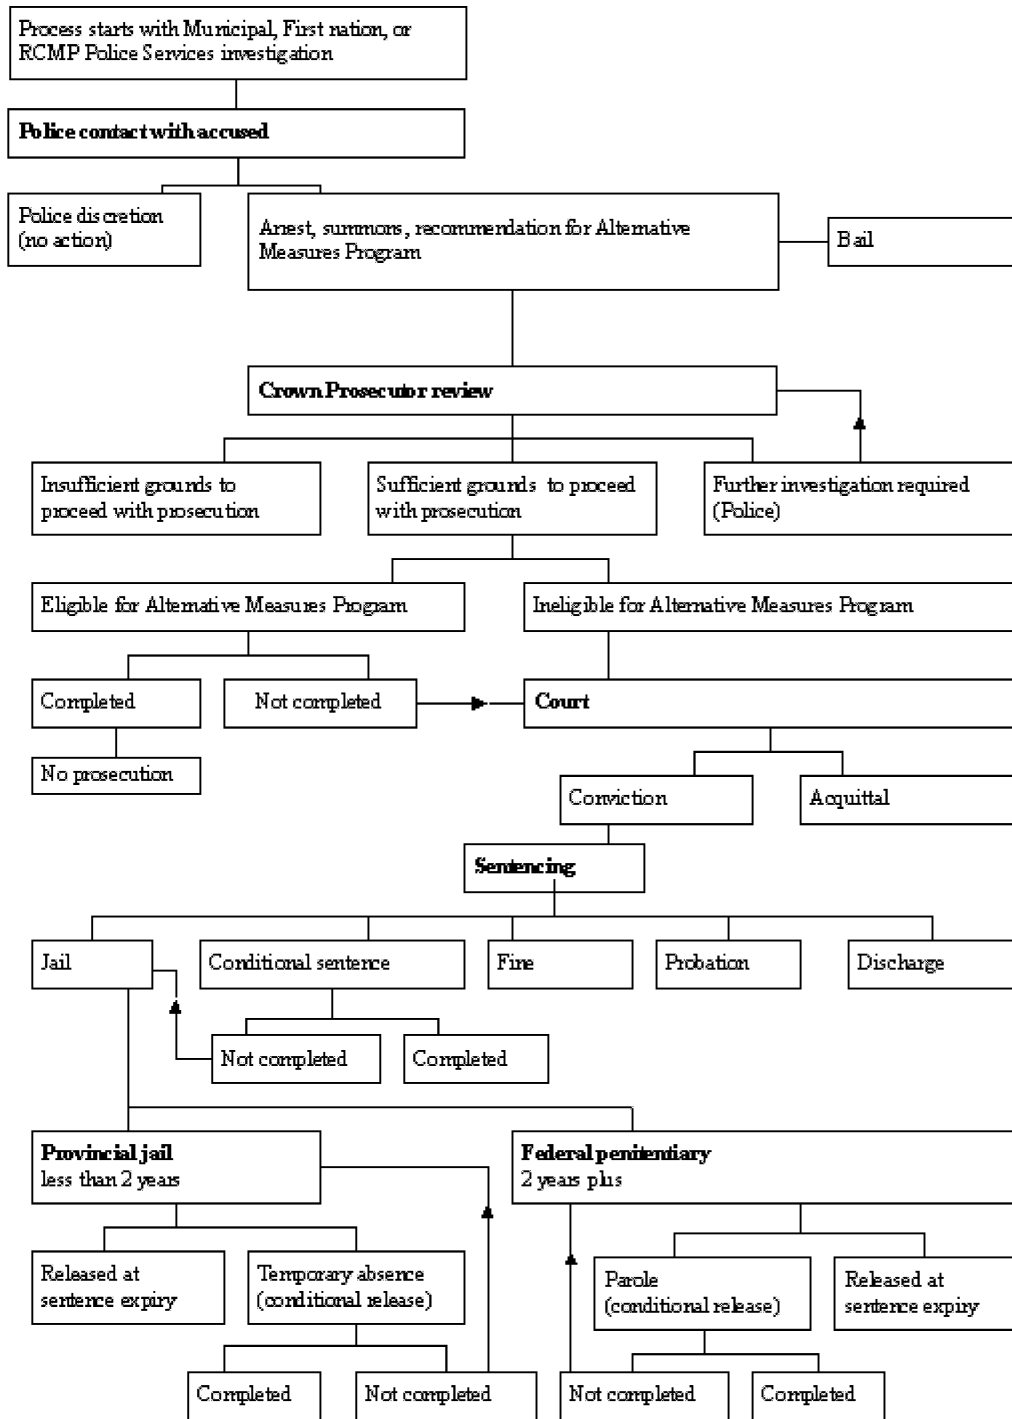 Process starts with Municipal, First nation, or
RCMP Police Services investigation
Police contact with accused
Police discretion
(no action)
Arrest, summons, recommendation for Alternative
Measures Program
Bail
Crown Prosecutor review
Insufficient grounds to
proceed with prosecution
Sufficient grounds to proceed
with prosecution
Further investigation required
(Police)
Eligible for Alternative Measures Program
Ineligible for Alternative Measures Program
Completed
Not completed
Court
No prosecution
Conviction
Acquittal
Sentencing
Jail
Conditional sentence
Fine
Probation
Discharge
Not completed
Completed
Provincial jail
less than 2 years
Federal penitentiary
2 years plus
Released at
sentence expiry
Temporary absence
(conditional release)
Parole
(conditional release)
Released at
sentence expiry
Completed
Not completed
Not completed
Completed